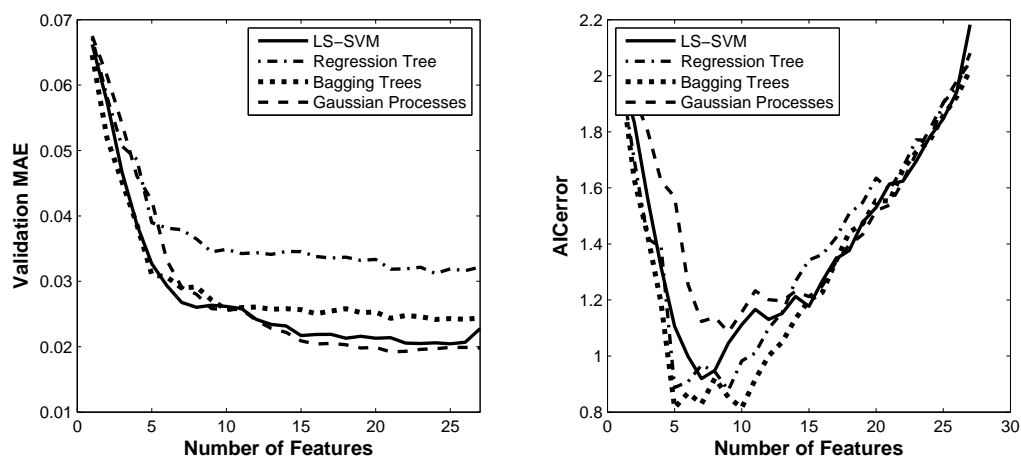 0.07
0.06
0.05
0.04
0.03
0.02
0.01
Validation MAE
LS−SVM
Regression Tree
Bagging Trees
Gaussian Processes
0 5 10 15 20 25
Number of Features
2.2
2
1.8
1.6
1.4
1.2
1
0.8
AICerror
LS−SVM
Regression Tree
Bagging Trees
Gaussian Processes
0 5 10 15 20 25 30
Number of Features